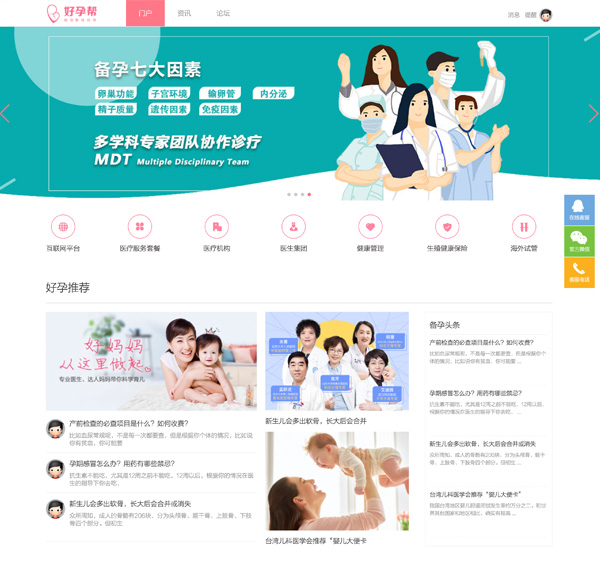 好孕帮
门户
资讯
论坛
消息
提醒
备孕七大因素
卵巢功能
子宫环境
输卵管
内分泌
精子质量
遗传因素
免疫因素
多学科专家团队协作诊疗
MDT Multiple Disciplinary Team
在线客服
官方微信
客服电话
互联网平台
医疗服务套餐
医疗机构
医生集团
健康管理
生殖健康保险
海外试管
好孕推荐
好妈妈
从这里做起。
专业医生，达人妈妈带你科学育儿
产前检查的必查项目是什么？如何收费？
比如血尿常规呢，不是每一次都要查，但是根据你个体的情况，比如说
你有贫血，你可能要
孕期感冒怎么办？用药有哪些禁忌？
抗生素不能吃，尤其是12周之前不能吃。12周以后，根据你的情况在医
生的指导下你去吃，
新生儿会多出软骨，长大后会合并或消失
众所周知，成人的骨骼有206块，分为头颅骨、躯干骨、上肢骨、下肢
骨四个部分，但初生
新生儿会多出软骨，长大后会合并
台湾儿科医学会推荐“婴儿大便卡
备孕头条
产前检查的必查项目是什么？如何收费？
比如血尿常规呢，不是每一次都要查，但是根据你个
体的情况，比如说你有贫血，你可能要 ...
孕期感冒怎么办？用药有哪些禁忌？
抗生素不能吃，尤其是12周之前不能吃。12周以后，
根据你的情况在医生的指导下你去吃， ...
新生儿会多出软骨，长大后会合并或消失
众所周知，成人的骨骼有206块，分为头颅骨、躯干
骨、上肢骨、下肢骨四个部分，但初生 ...
台湾儿科医学会推荐“婴儿大便卡”